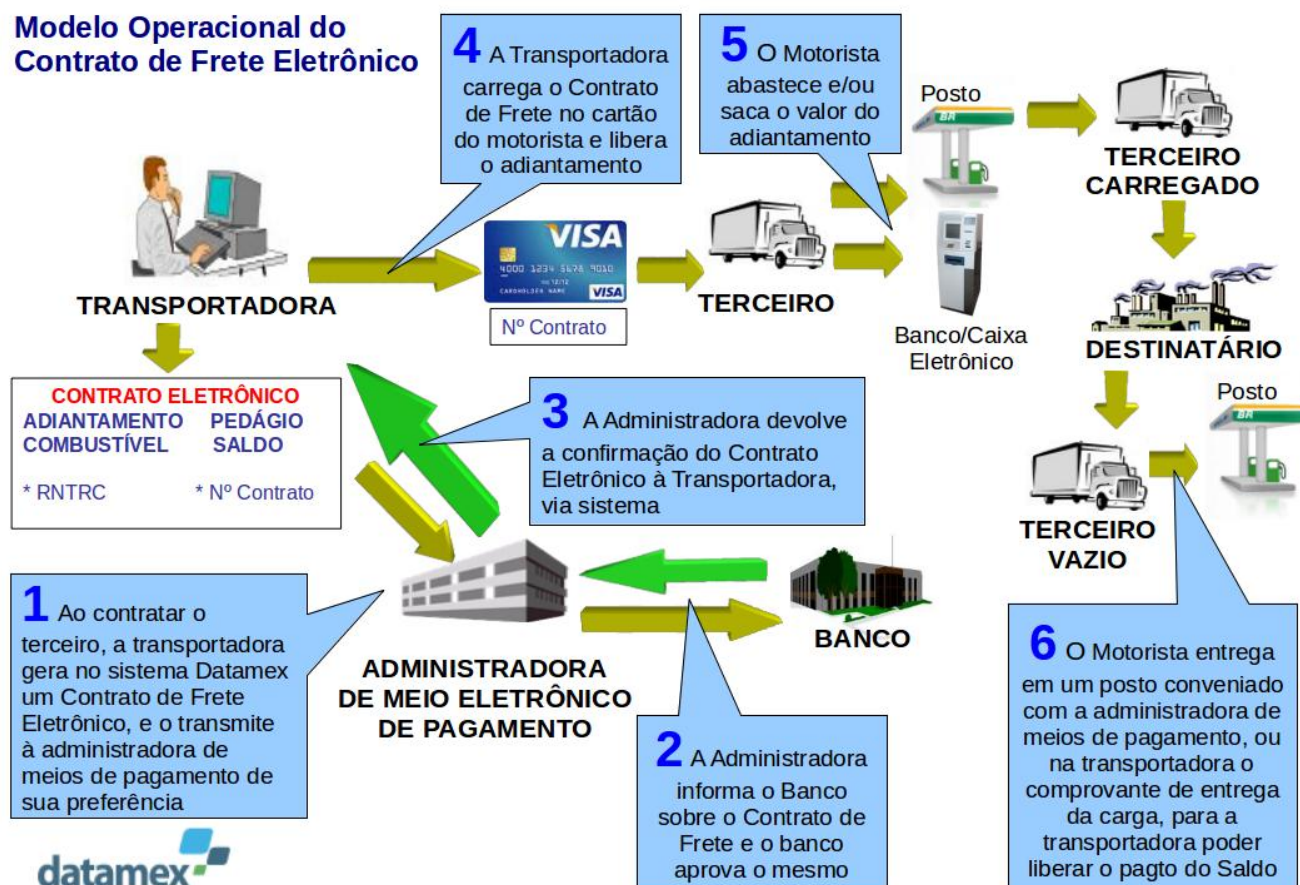 Modelo Operacional do
Contrato de Frete Eletrônico
4 A Transportadora
carrega o Contrato
de Frete no cartão
do motorista e libera
o adiantamento
5 O Motorista
abastece e/ou
saca o valor do
adiantamento
Posto
BR
TERCEIRO
CARREGADO
TRANSPORTADORA
VISA
4000 1234 5678 9010
12/12
CARDHOLDER NAME
VISA
Nº Contrato
TERCEIRO
Banco/Caixa
Eletrônico
DESTINATÁRIO
CONTRATO ELETRÔNICO
ADIANTAMENTO PEDÁGIO
COMBUSTÍVEL SALDO
* RNTRC * Nº Contrato
3 A Administradora devolve
a confirmação do Contrato
Eletrônico à Transportadora,
via sistema
Posto
BR
TERCEIRO
VAZIO
1 Ao contratar o
terceiro, a transportadora
gera no sistema Datamex
um Contrato de Frete
Eletrônico, e o transmite
à administradora de
meios de pagamento de
sua preferência
ADMINISTRADORA
DE MEIO ELETRÔNICO
DE PAGAMENTO
BANCO
2 A Administradora
informa o Banco
sobre o Contrato de
Frete e o banco
aprova o mesmo
6 O Motorista entrega
em um posto conveniado
com a administradora de
meios de pagamento, ou
na transportadora o
comprovante de entrega
da carga, para a
transportadora poder
liberar o pagto do Saldo
datamex